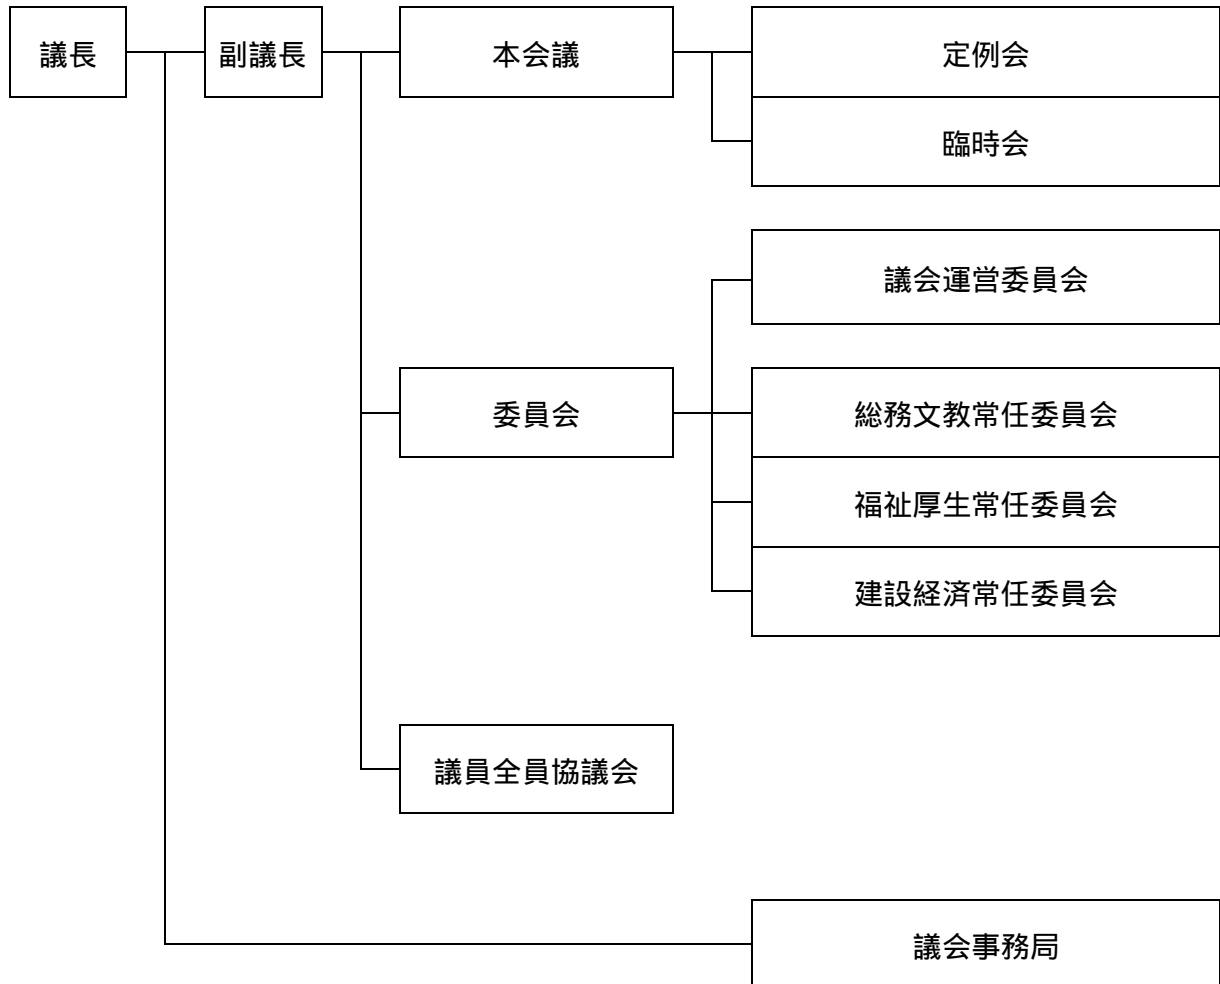 議長
副議長
本会議
定例会
臨時会
議会運営委員会
委員会
総務文教常任委員会
福祉厚生常任委員会
建設経済常任委員会
議員全員協議会
議会事務局